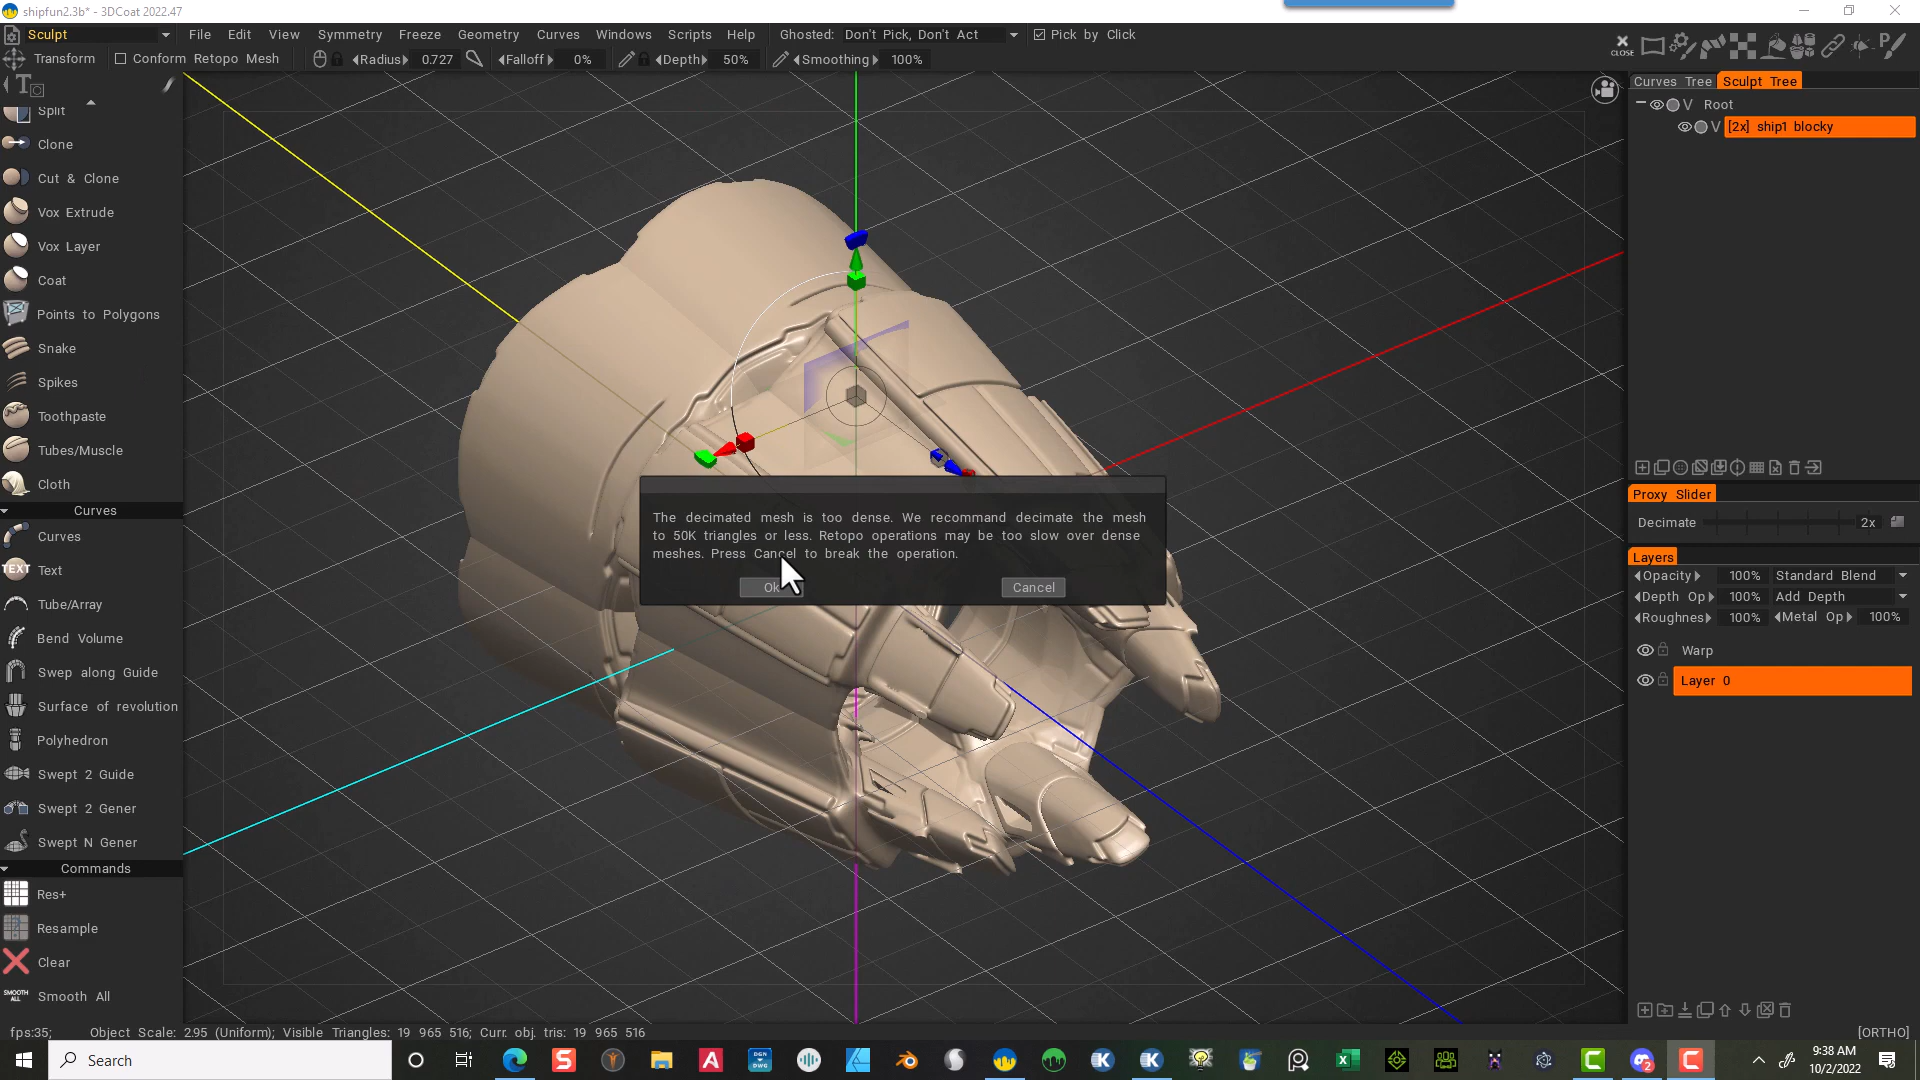 shipfun2.3b* - 3DCoat 2022.47
Sculpt
File Edit View Symmetry Freeze Geometry Curves Windows Scripts Help Ghosted: Don't Pick, Don't Act Pick by Click
CLOSE
Transform Conform Retopo Mesh Radius 0.727 Falloff 0% Depth 50% Smoothing 100%
Split
Clone
Cut & Clone
Vox Extrude
Vox Layer
Coat
Points to Polygons
Snake
Spikes
Toothpaste
Tubes/Muscle
Cloth
Curves
Curves
TEXT Text
Tube/Array
Bend Volume
Swep along Guide
Surface of revolution
Polyhedron
Swept 2 Guide
Swept 2 Gener
Swept N Gener
Commands
Res+
Resample
Clear
SMOOTH ALL Smooth All
The decimated mesh is too dense. We recommand decimate the mesh
to 50K triangles or less. Retopo operations may be too slow over dense
meshes. Press Cancel to break the operation.
Ok Cancel
Curves Tree Sculpt Tree
V Root
V [2x] ship1 blocky
Proxy Slider
Decimate 2x
Layers
Opacity 100% Standard Blend
Depth Op 100% Add Depth
Roughnes 100% Metal Op 100%
Warp
Layer 0
fps:35; Object Scale: 2.95 (Uniform); Visible Triangles: 19 965 516; Curr. obj. tris: 19 965 516 [ORTHO]
Search
9:38 AM
10/2/2022